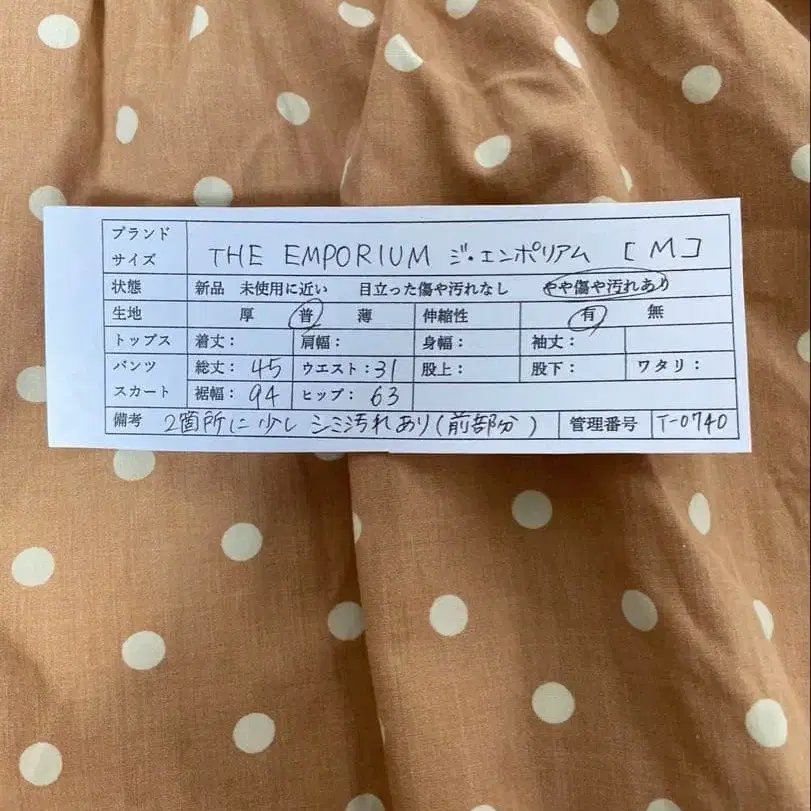 ブランド
サイズ THE EMPORIUM ジ・エンポリアム [M]
状態 新品 未使用に近い 目立った傷や汚れなし やや傷や汚れあり
生地 厚 普 薄 伸縮性 有 無
トップス 着丈： 肩幅： 身幅： 袖丈：
パンツ 総丈：45 ウエスト：31 股上： 股下： ワタリ：
スカート 裾幅：94 ヒップ：63
備考 2箇所に少しシミ汚れあり(前部分) 管理番号 T-0740